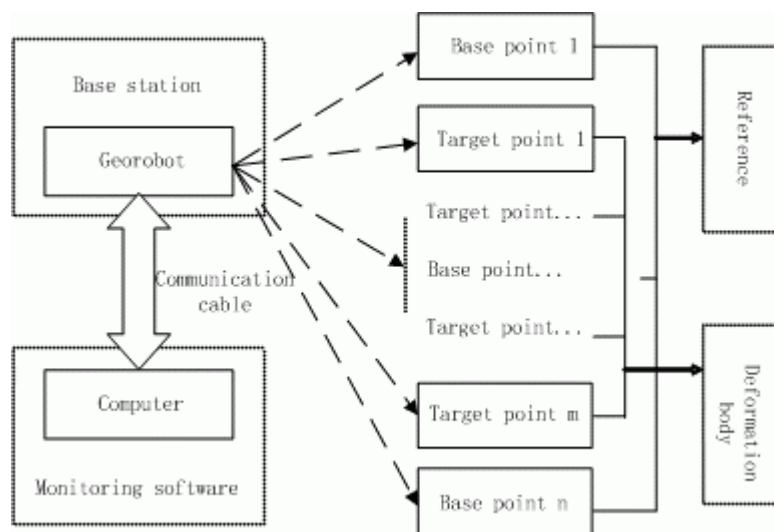 Base station
Georobot
Communication
cable
Computer
Monitoring software
Base point 1
Target point 1
Target point...
Base point...
Target point...
Target point m
Base point n
Reference
Deformation
body